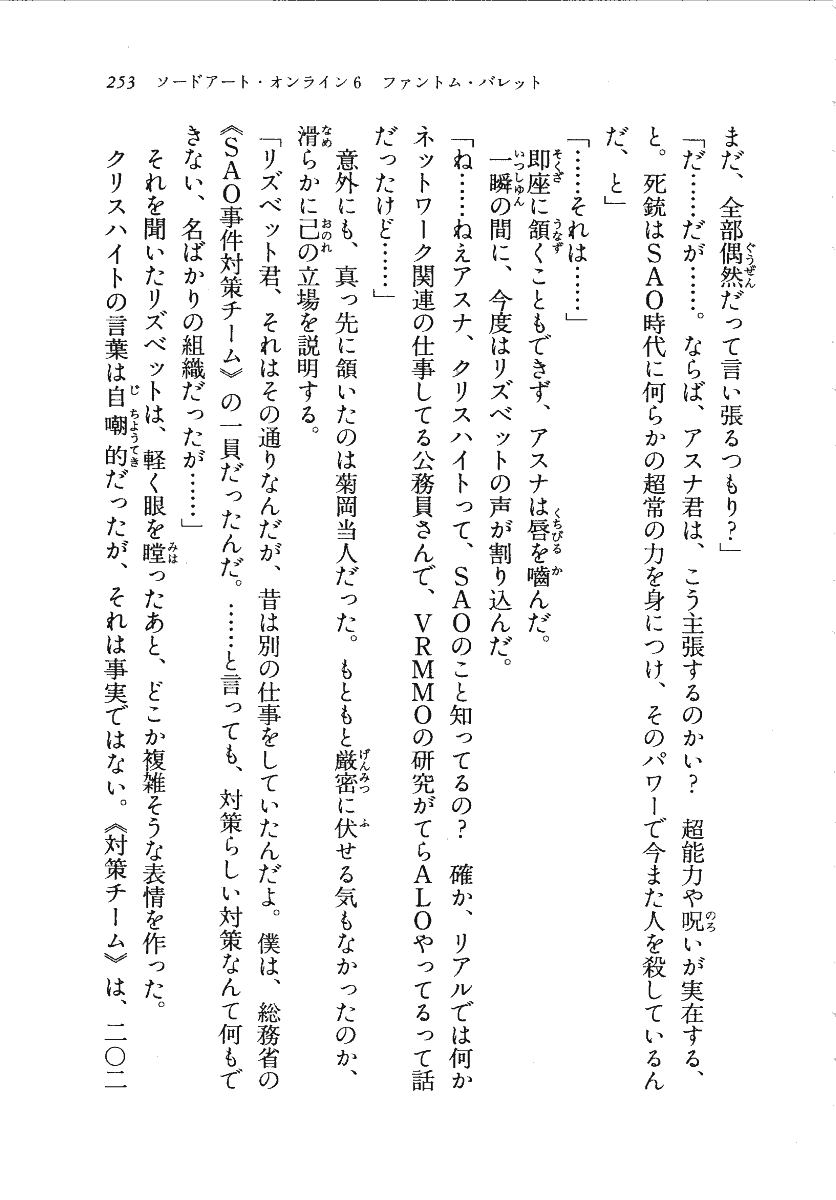 253 ソードアート・オンライン6 ファントム・バレット
まだ、全部偶然だって言い張るつもり?」
「だ……だが……。ならば、アスナ君は、こう主張するのかい? 超能力や呪いが実在する、
と。死銃はSAO時代に何らかの超常の力を身につけ、そのパワーで今また人を殺しているん
だ、と」
「……それは……」
即座に頷くこともできず、アスナは唇を嚙んだ。
一瞬の間に、今度はリズベットの声が割り込んだ。
「ね……ねえアスナ、クリスハイトって、SAOのこと知ってるの? 確か、リアルでは何か
ネットワーク関連の仕事してる公務員さんで、VRMMOの研究がてらALOやってるって話
だったけど……」
意外にも、真っ先に頷いたのは菊岡当人だった。もともと厳密に伏せる気もなかったのか、
滑らかに己の立場を説明する。
「リズベット君、それはその通りなんだが、昔は別の仕事をしていたんだよ。僕は、総務省の
《SAO事件対策チーム》の一員だったんだ。……と言っても、対策らしい対策なんて何もで
きない、名ばかりの組織だったが……」
それを聞いたリズベットは、軽く眼を瞠ったあと、どこか複雑そうな表情を作った。
クリスハイトの言葉は自嘲的だったが、それは事実ではない。《対策チーム》は、二〇二